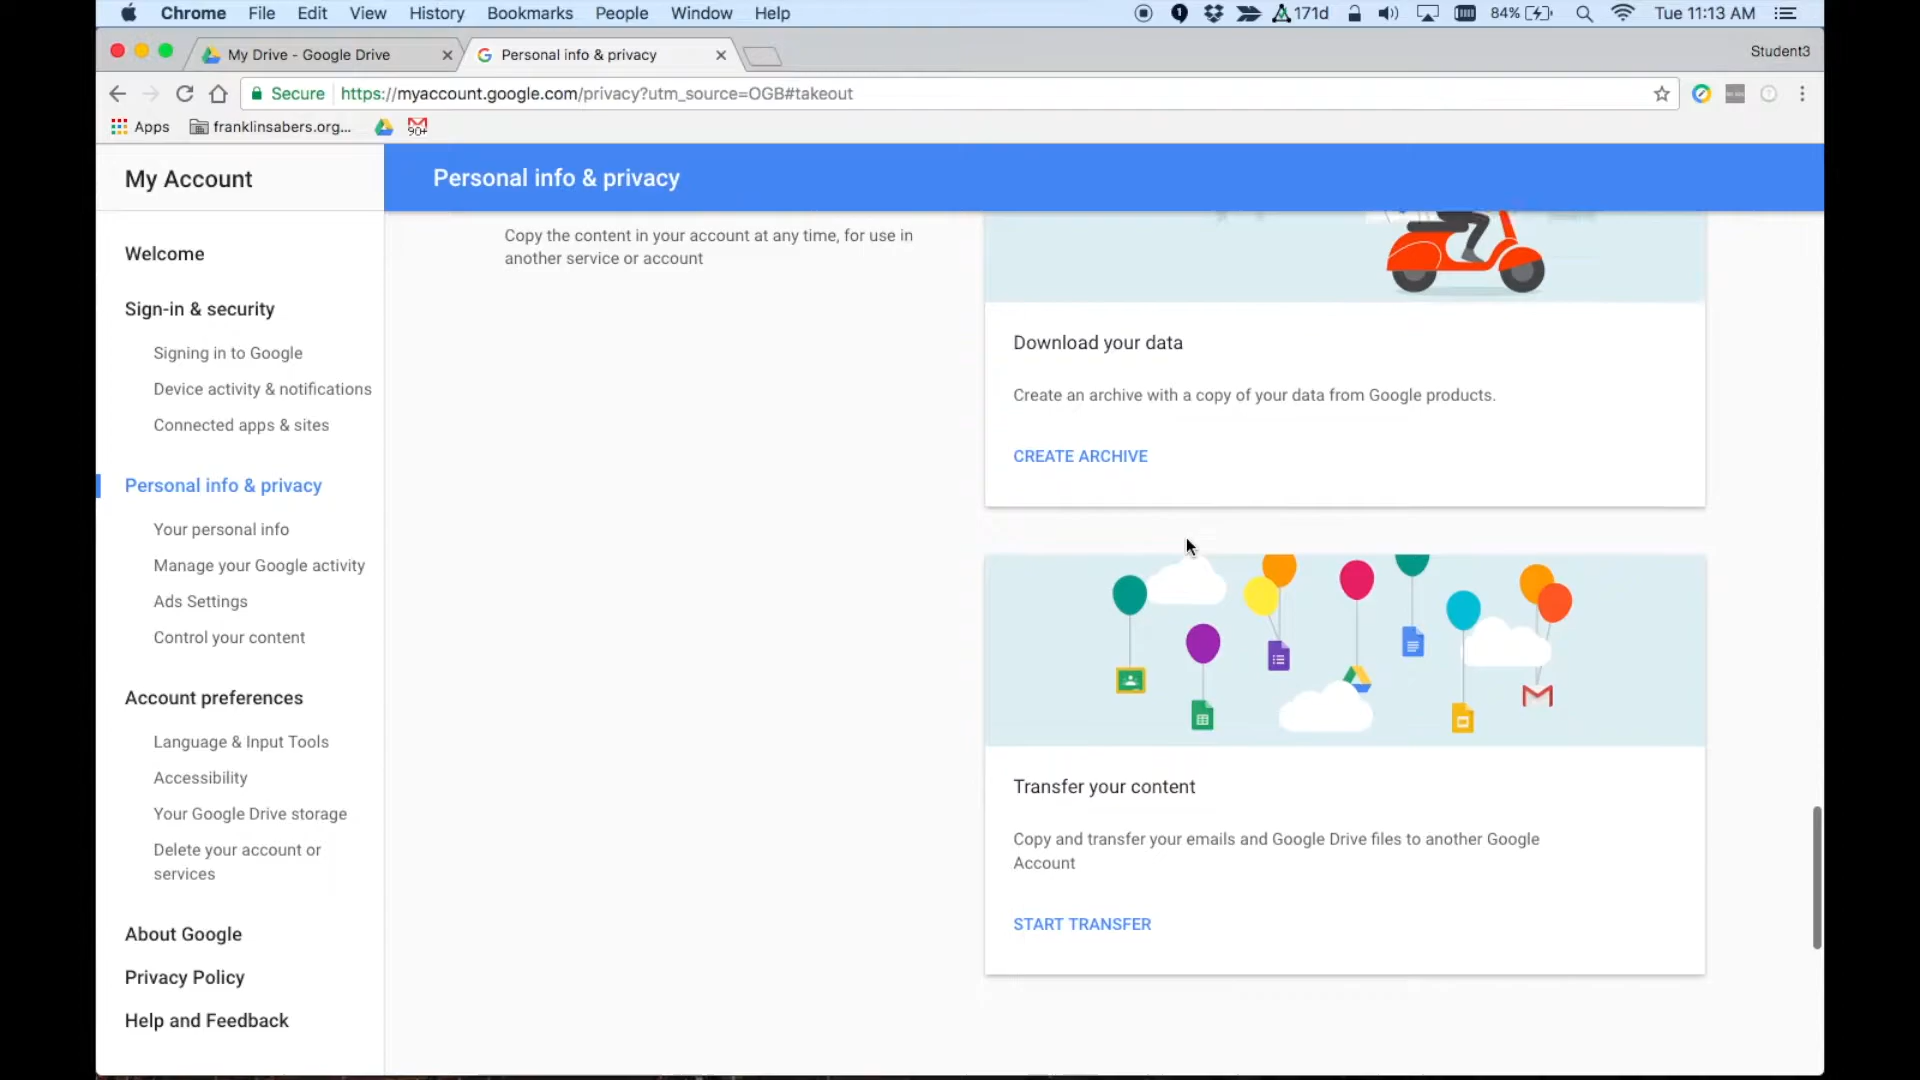 Chrome File Edit View History Bookmarks People Window Help 171d 84% Tue 11:13 AM
My Drive - Google Drive Personal info & privacy Student3
Secure https://myaccount.google.com/privacy?utm_source=OGB#takeout
Apps franklinsabers.org... 90+
My Account
Personal info & privacy
Welcome
Sign-in & security
Signing in to Google
Device activity & notifications
Connected apps & sites
Personal info & privacy
Your personal info
Manage your Google activity
Ads Settings
Control your content
Account preferences
Language & Input Tools
Accessibility
Your Google Drive storage
Delete your account or
services
About Google
Privacy Policy
Help and Feedback
Copy the content in your account at any time, for use in
another service or account
Download your data
Create an archive with a copy of your data from Google products.
CREATE ARCHIVE
Transfer your content
Copy and transfer your emails and Google Drive files to another Google
Account
START TRANSFER